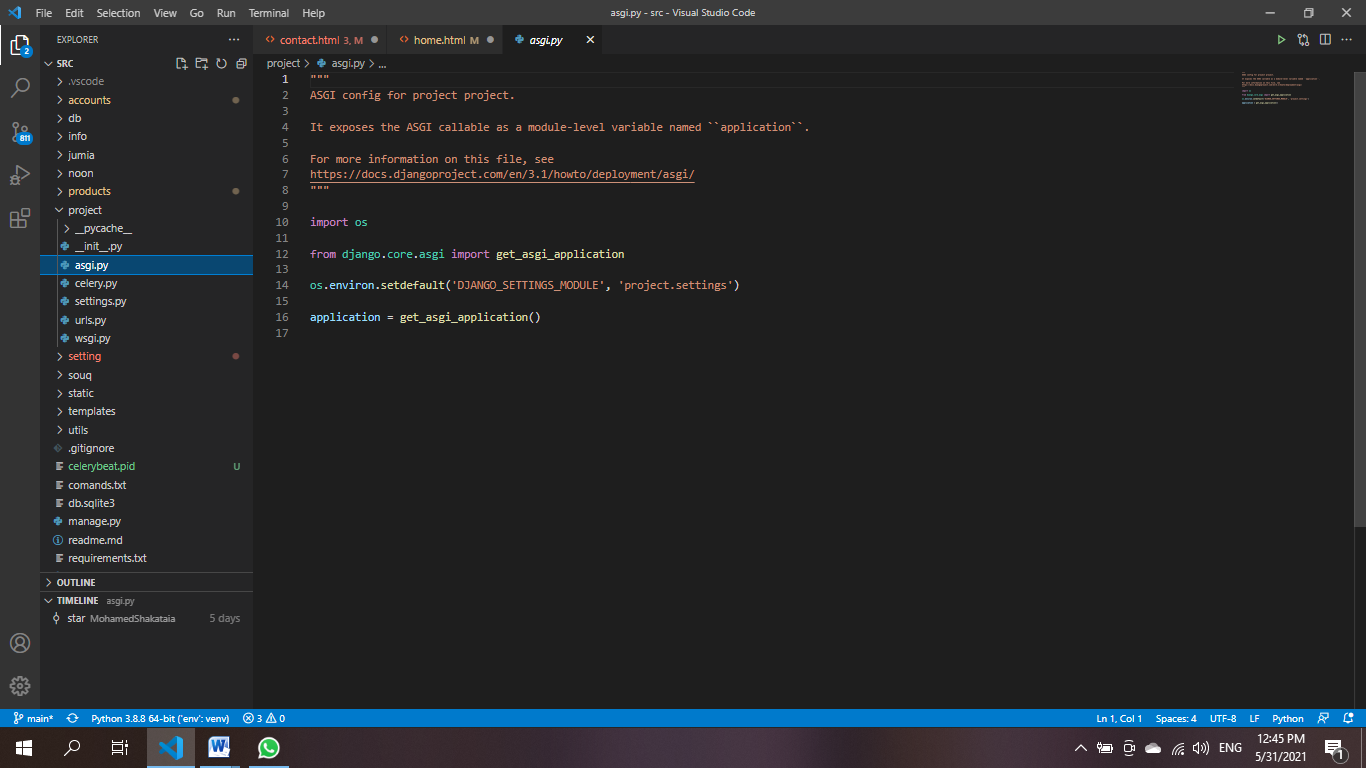 File Edit Selection View Go Run Terminal Help
asgi.py - src - Visual Studio Code
EXPLORER
contact.html 3, M
home.html M
asgi.py
SRC
project > asgi.py > ...
.vscode
accounts
db
info
jumia
noon
products
project
__pycache__
__init__.py
asgi.py
celery.py
settings.py
urls.py
wsgi.py
setting
souq
static
templates
utils
.gitignore
celerybeat.pid U
comands.txt
db.sqlite3
manage.py
readme.md
requirements.txt
OUTLINE
TIMELINE asgi.py
star MohamedShakataia 5 days
2
811
1 """
2 ASGI config for project project.
3
4 It exposes the ASGI callable as a module-level variable named ``application``.
5
6 For more information on this file, see
7 https://docs.djangoproject.com/en/3.1/howto/deployment/asgi/
8 """
9
10 import os
11
12 from django.core.asgi import get_asgi_application
13
14 os.environ.setdefault('DJANGO_SETTINGS_MODULE', 'project.settings')
15
16 application = get_asgi_application()
17
main* Python 3.8.8 64-bit ('env': venv) 3 0
Ln 1, Col 1 Spaces: 4 UTF-8 LF Python
ENG
12:45 PM
5/31/2021
1